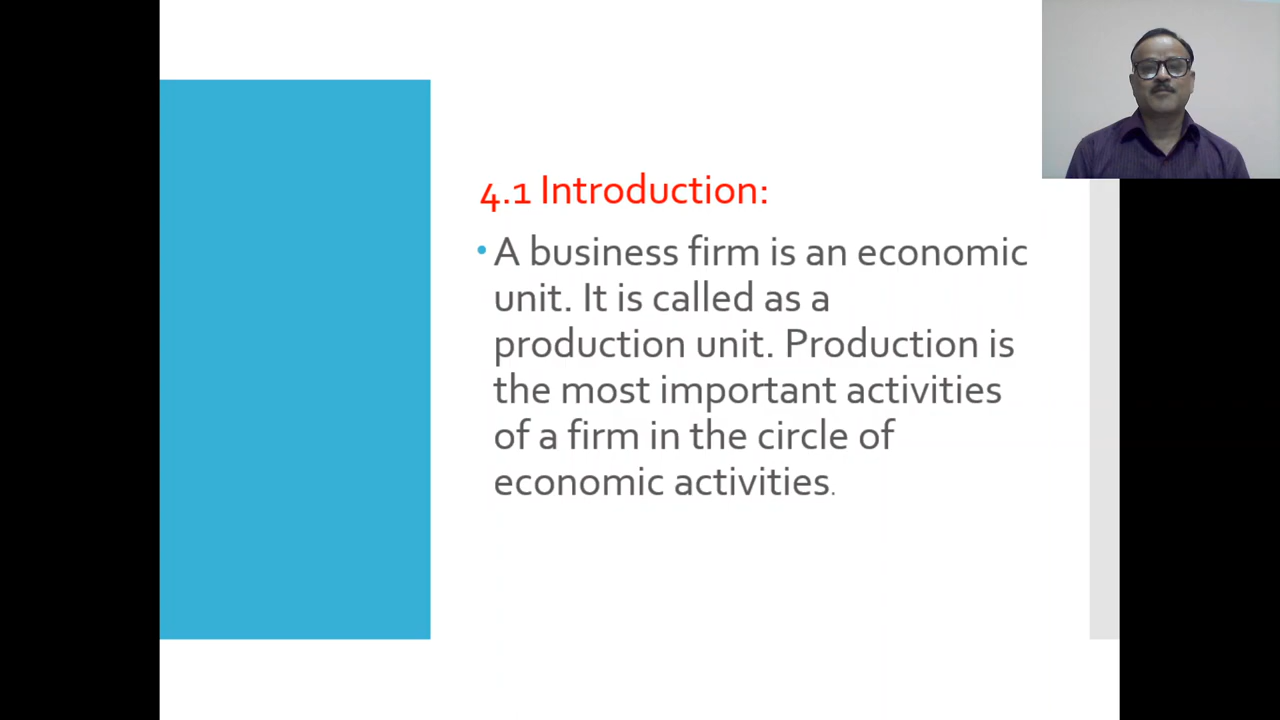 4.1 Introduction:
• A business firm is an economic
unit. It is called as a
production unit. Production is
the most important activities
of a firm in the circle of
economic activities.